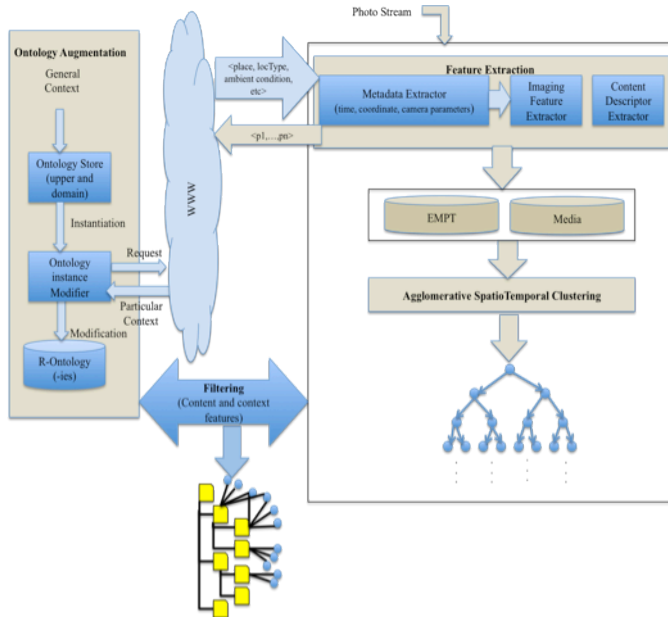 Photo Stream
Ontology Augmentation
General
Context
Ontology Store
(upper and
domain)
Instantiation
Ontology
instance
Modifier
Request
Particular
Context
Modification
R-Ontology
(-ies)
WWW
<place, locType,
ambient condition,
etc>
<p1,...,pn>
Feature Extraction
Metadata Extractor
(time, coordinate, camera parameters)
Imaging
Feature
Extractor
Content
Descriptor
Extractor
EMPT
Media
Agglomerative SpatioTemporal Clustering
Filtering
(Content and context
features)